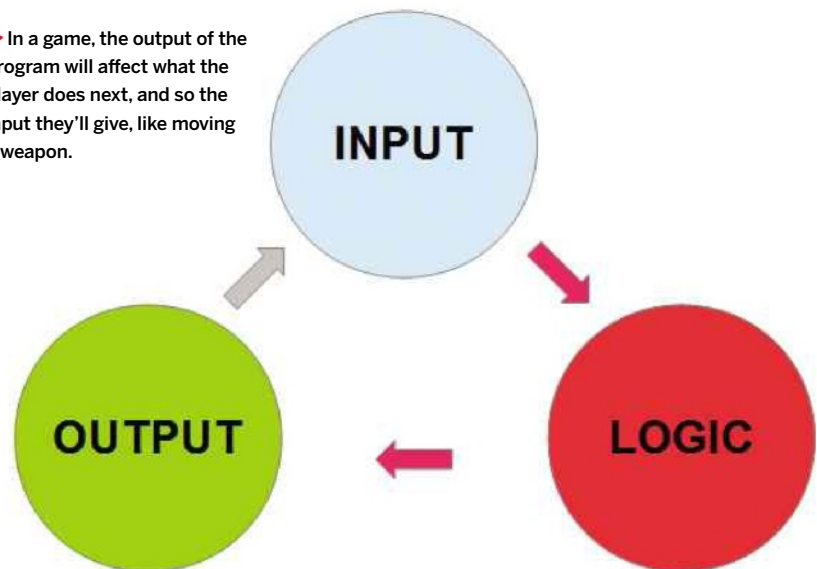 In a game, the output of the
rogram will affect what the
layer does next, and so the
put they'll give, like moving
weapon.
INPUT
OUTPUT
LOGIC